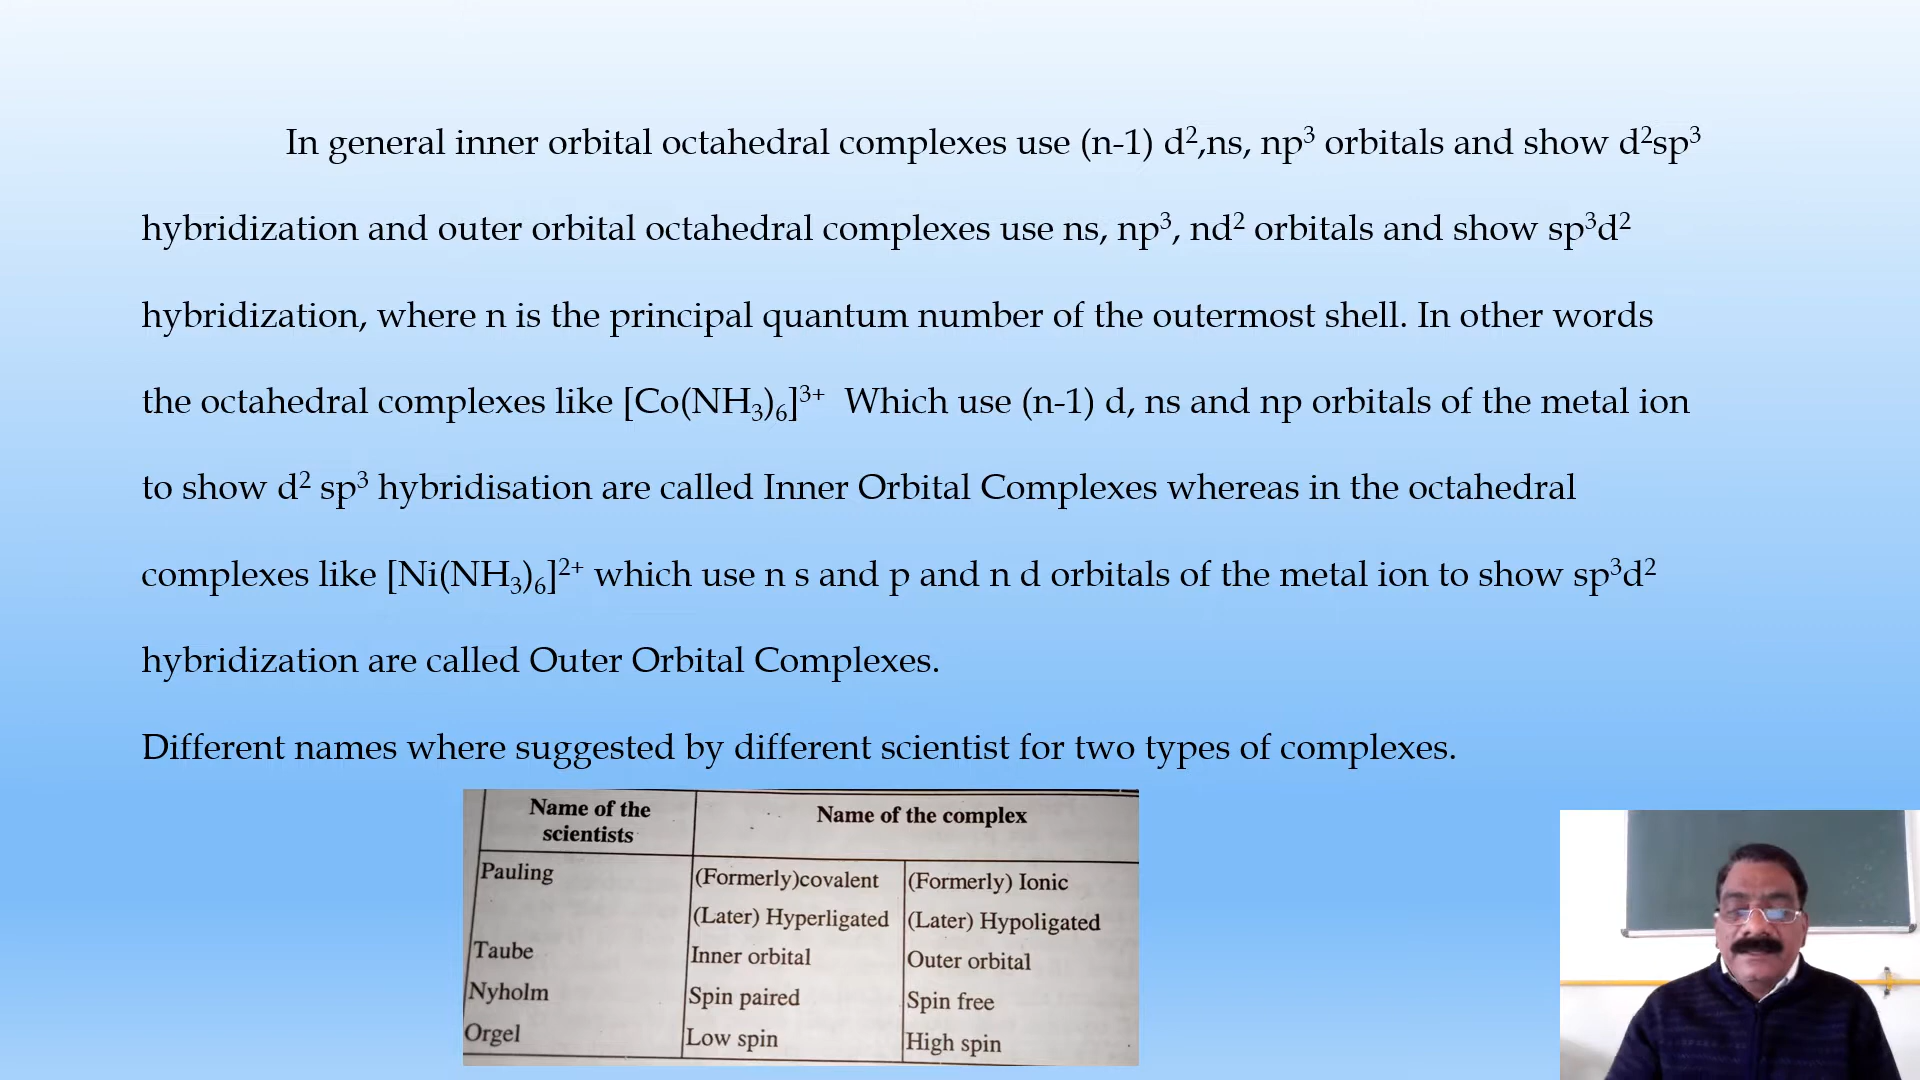 In general inner orbital octahedral complexes use (n-1) d²,ns, np³ orbitals and show d²sp³
hybridization and outer orbital octahedral complexes use ns, np³, nd² orbitals and show sp³d²
hybridization, where n is the principal quantum number of the outermost shell. In other words
the octahedral complexes like [Co(NH₃)₆]³⁺ Which use (n-1) d, ns and np orbitals of the metal ion
to show d² sp³ hybridisation are called Inner Orbital Complexes whereas in the octahedral
complexes like [Ni(NH₃)₆]²⁺ which use n s and p and n d orbitals of the metal ion to show sp³d²
hybridization are called Outer Orbital Complexes.
Different names where suggested by different scientist for two types of complexes.
Name of the scientists Name of the complex
Pauling (Formerly)covalent (Formerly) Ionic
(Later) Hyperligated (Later) Hypoligated
Taube Inner orbital Outer orbital
Nyholm Spin paired Spin free
Orgel Low spin High spin